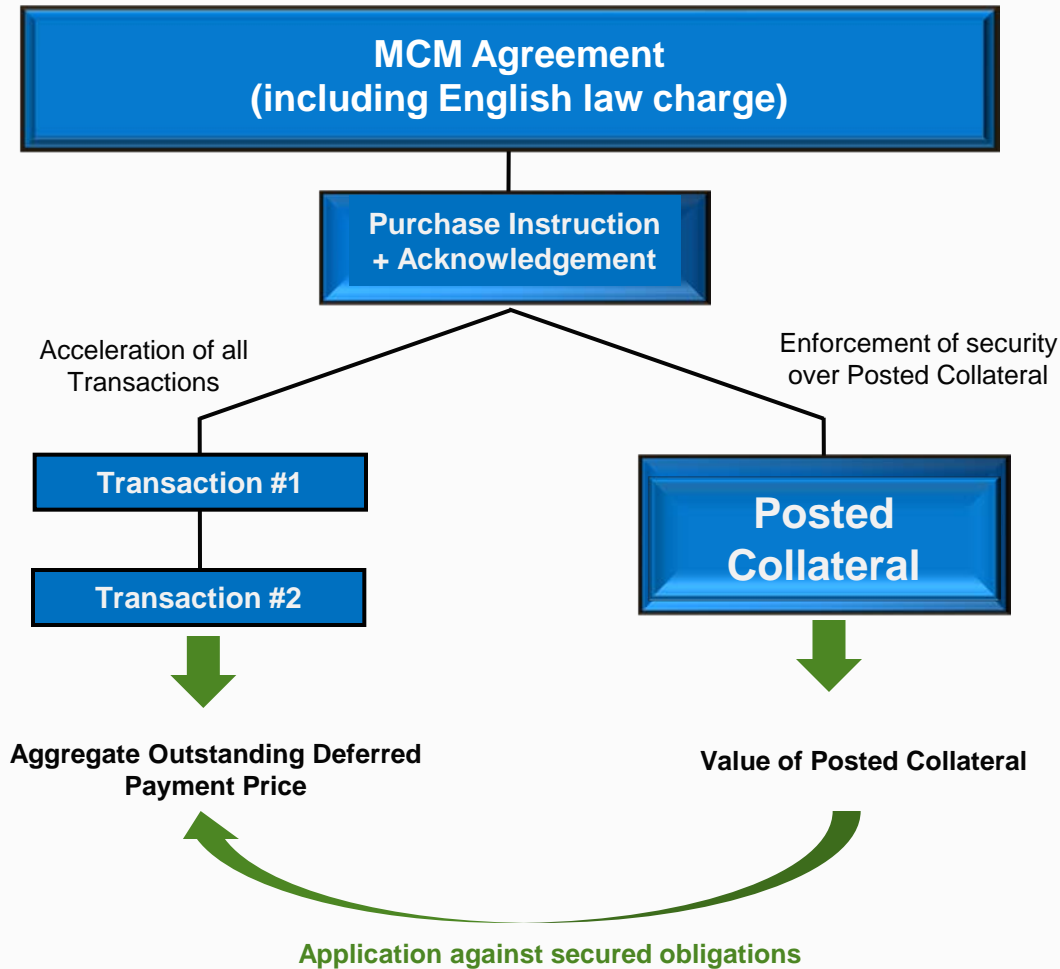 MCM Agreement
(including English law charge)
Purchase Instruction
+ Acknowledgement
Acceleration of all
Transactions
Enforcement of security
over Posted Collateral
Transaction #1
Transaction #2
Posted
Collateral
Aggregate Outstanding Deferred
Payment Price
Value of Posted Collateral
Application against secured obligations